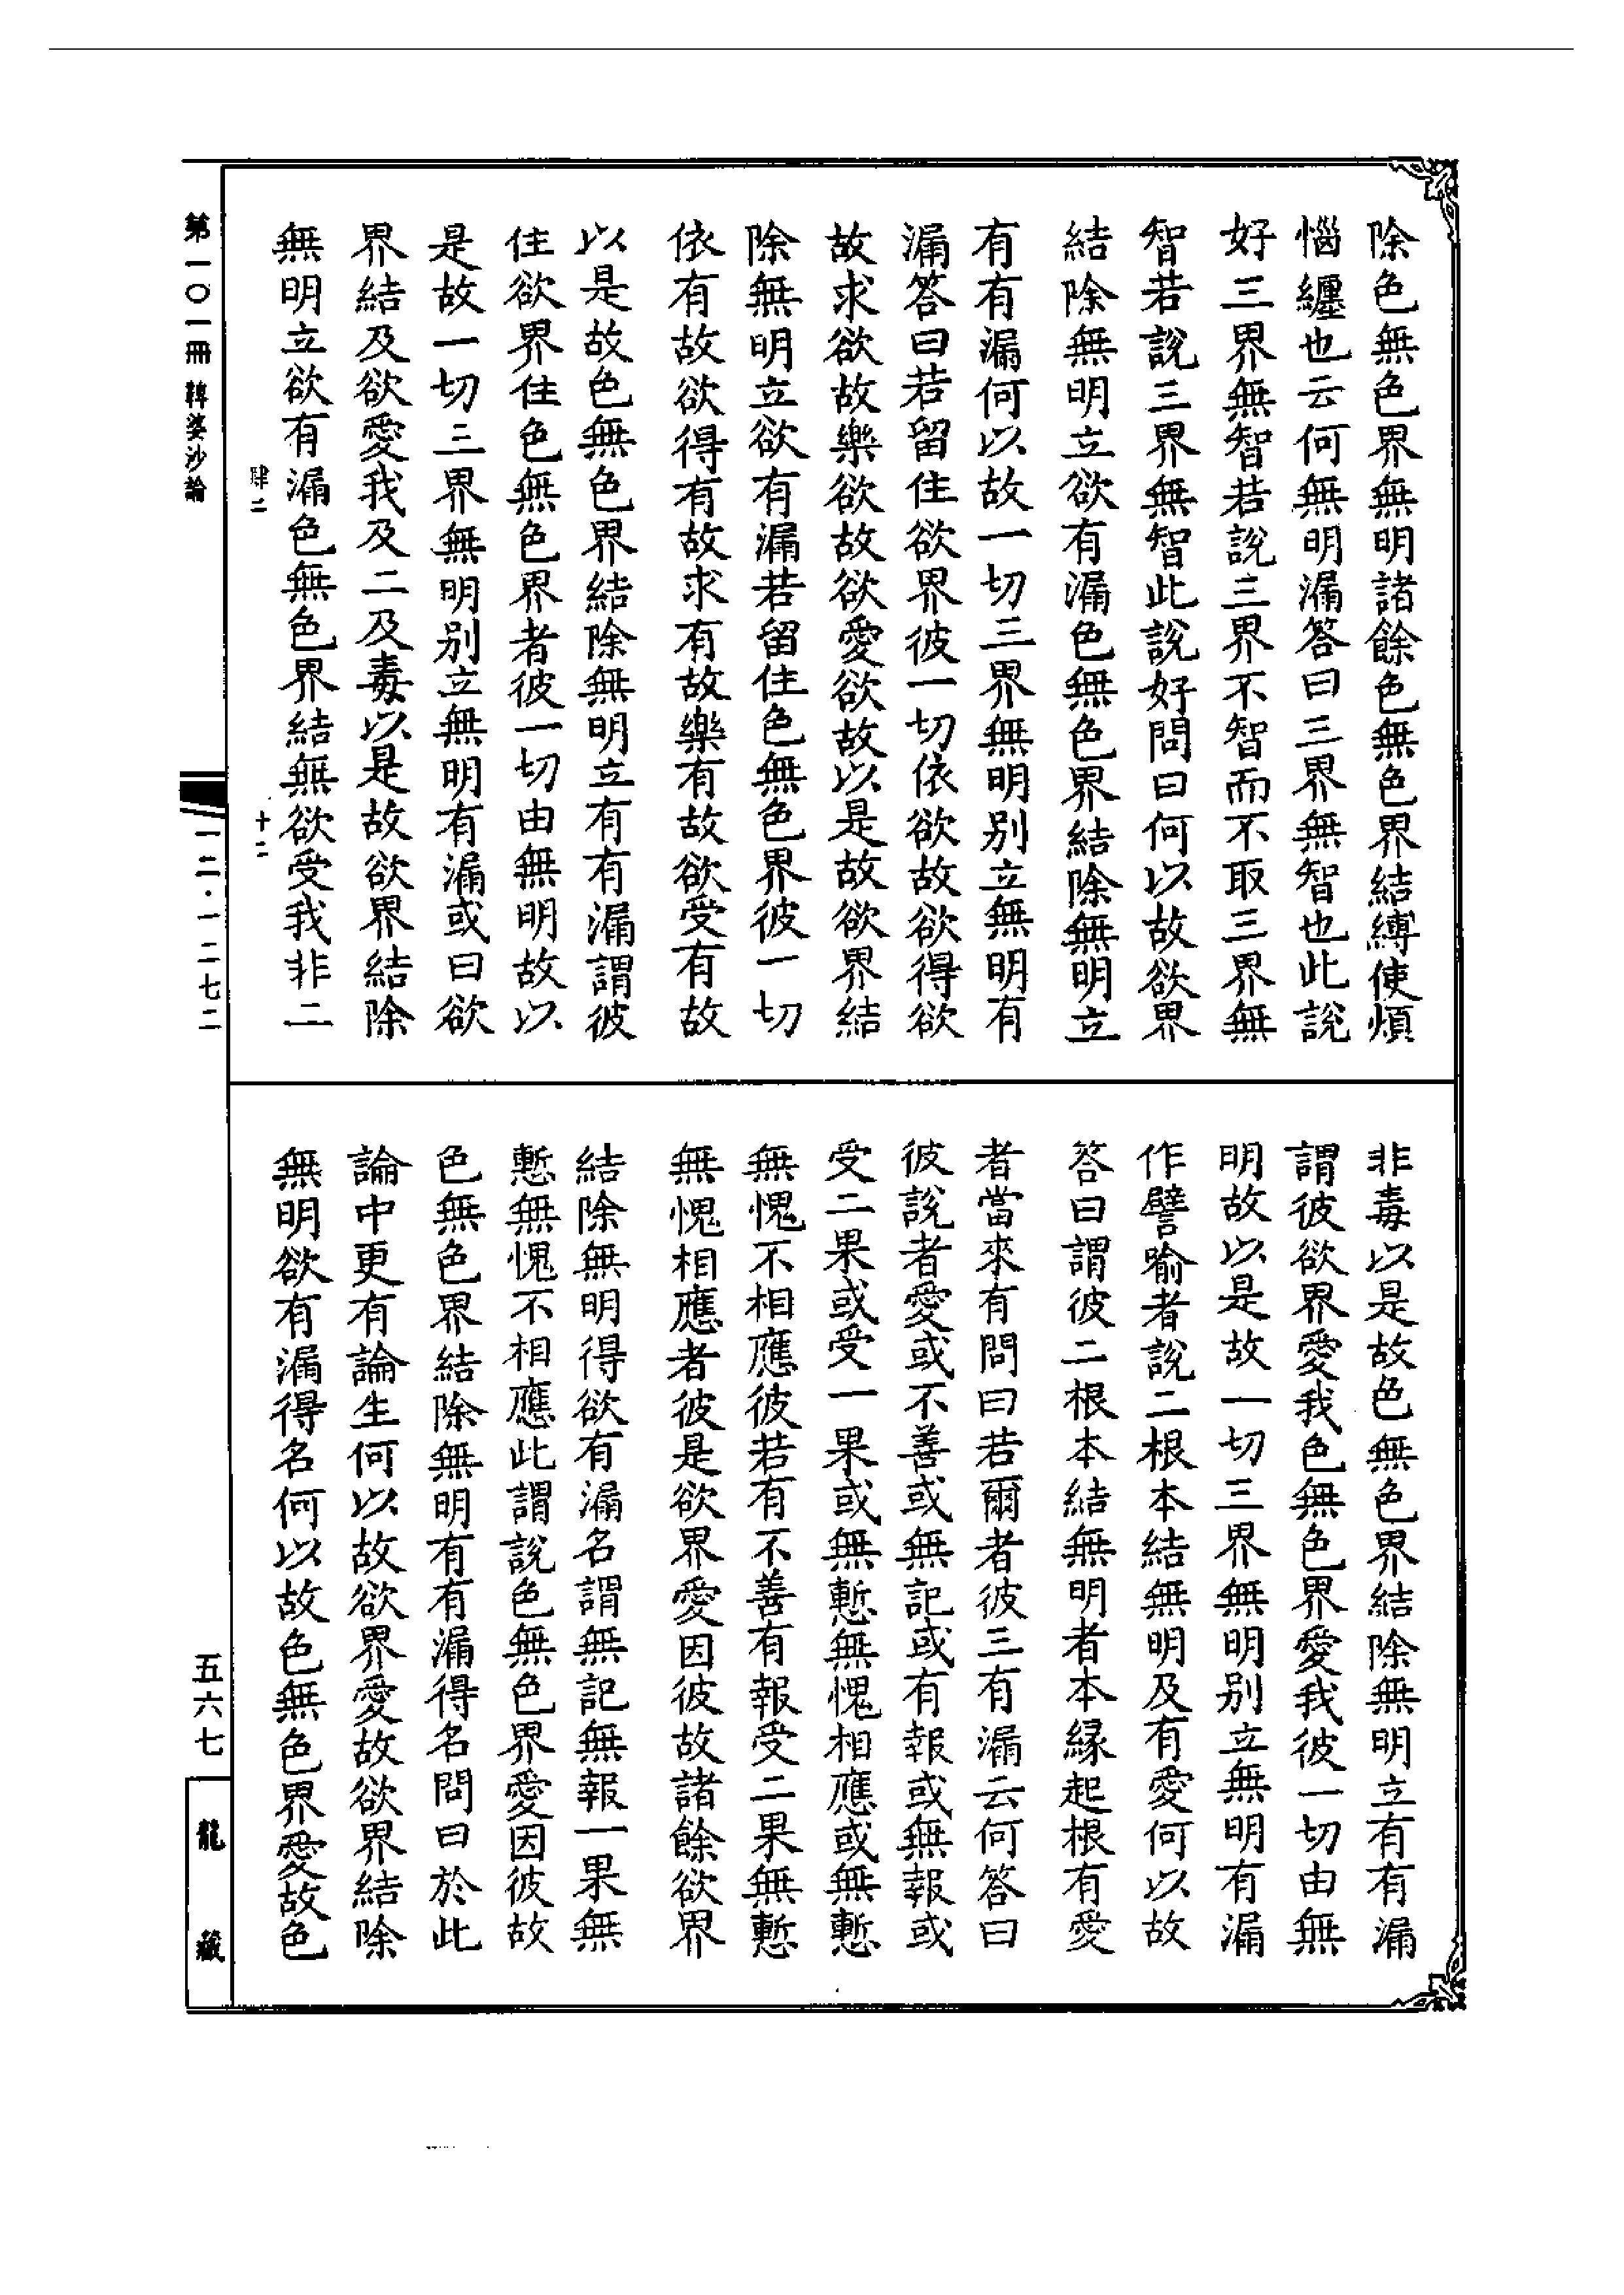 除色無色界無明諸餘色無色界結縛使煩
惱纏也云何無明漏答曰三界無智也此說
好三界無智若說三界不智而不取三界無
智若說三界無智此說好問曰何以故欲界
結除無明立欲有漏色無色界結除無明立
有有漏何以故一切三界無明別立無明有
漏答曰若留住欲界彼一切依欲故欲得欲
故求欲故樂欲故欲愛欲故以是故欲界結
除無明立欲有漏若留住色無色界彼一切
依有故欲得有故求有故樂有故欲受有故
以是故色無色界結除無明立有有漏謂彼
住欲界住色無色界者彼一切由無明故以
是故一切三界無明別立無明有漏或曰欲
界結及欲愛我及二及毒以是故欲界結除
無明立欲有漏色無色界結無欲受我非二
非毒以是故色無色界結除無明立有有漏
謂彼欲界愛我色無色界愛我彼一切由無
明故以是故一切三界無明別立無明有漏
作譬喻者說二根本結無明及有愛何以故
答曰謂彼二根本結無明者本緣起根有愛
者當來有問曰若爾者彼三有漏云何答曰
彼說者愛或不善或無記或有報或無報或
受二果或受一果或無慙無愧相應或無慙
無愧不相應彼若有不善有報受二果無慙
無愧相應者彼是欲界愛因彼故諸餘欲界
結除無明得欲有漏名謂無記無報一果無
慙無愧不相應此謂說色無色界愛因彼故
色無色界結除無明有有漏得名問曰於此
論中更有論生何以故欲界愛故欲界結除
無明欲有漏得名何以故色無色界愛故色
第一〇一冊 鞞婆沙論
肆二
十二
一二·一二七二
五六七
龍藏